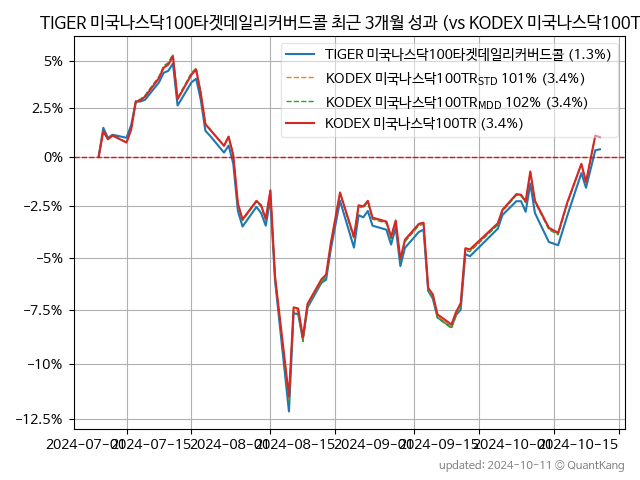 TIGER 미국나스닥100타겟데일리커버드콜 최근 3개월 성과 (vs KODEX 미국나스닥100T
TIGER 미국나스닥100타겟데일리커버드콜 (1.3%)
KODEX 미국나스닥100TRSTD 101% (3.4%)
KODEX 미국나스닥100TRMDD 102% (3.4%)
KODEX 미국나스닥100TR (3.4%)
5%
2.5%
0%
−2.5%
−5%
−7.5%
−10%
−12.5%
2024-07-01 2024-07-15 2024-08-01 2024-08-15 2024-09-01 2024-09-15 2024-10-01 2024-10-15
updated: 2024-10-11 © QuantKang